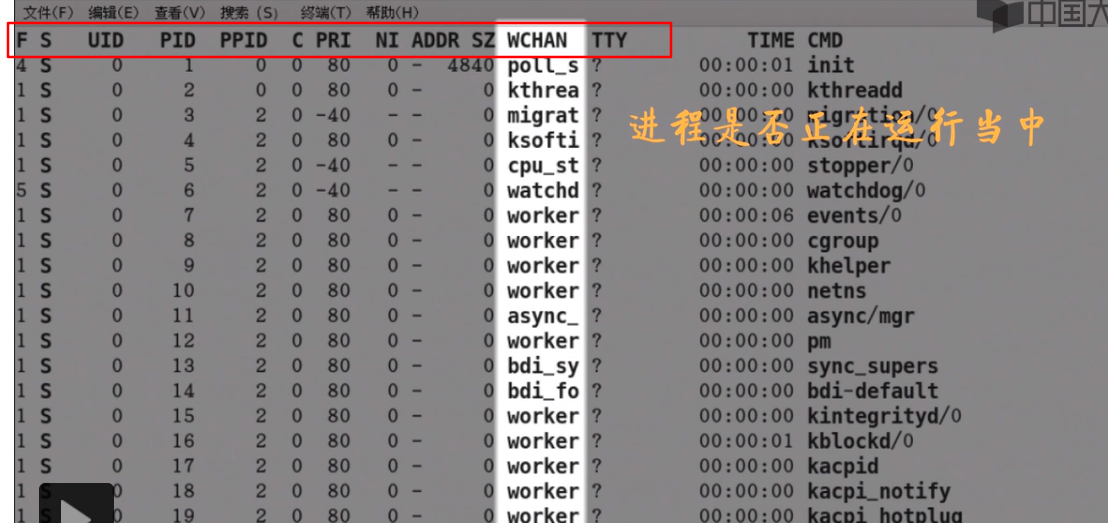 文件(F) 编辑(E) 查看(V) 搜索 (S) 终端(T) 帮助(H)
中国大
F S UID PID PPID C PRI NI ADDR SZ WCHAN TTY TIME CMD
4 S 0 1 0 0 80 0 - 4840 poll_s ? 00:00:01 init
1 S 0 2 0 0 80 0 - 0 kthrea ? 00:00:00 kthreadd
1 S 0 3 2 0 -40 - - 0 migrat ? 00:00:00 migration/0
进程是否正在运行当中
1 S 0 4 2 0 80 0 - 0 ksofti ? 00:00:00 ksoftirqd/0
1 S 0 5 2 0 -40 - - 0 cpu_st ? 00:00:00 stopper/0
5 S 0 6 2 0 -40 - - 0 watchd ? 00:00:00 watchdog/0
1 S 0 7 2 0 80 0 - 0 worker ? 00:00:06 events/0
1 S 0 8 2 0 80 0 - 0 worker ? 00:00:00 cgroup
1 S 0 9 2 0 80 0 - 0 worker ? 00:00:00 khelper
1 S 0 10 2 0 80 0 - 0 worker ? 00:00:00 netns
1 S 0 11 2 0 80 0 - 0 async_ ? 00:00:00 async/mgr
1 S 0 12 2 0 80 0 - 0 worker ? 00:00:00 pm
1 S 0 13 2 0 80 0 - 0 bdi_sy ? 00:00:00 sync_supers
1 S 0 14 2 0 80 0 - 0 bdi_fo ? 00:00:00 bdi-default
1 S 0 15 2 0 80 0 - 0 worker ? 00:00:00 kintegrityd/0
1 S 0 16 2 0 80 0 - 0 worker ? 00:00:01 kblockd/0
1 S 0 17 2 0 80 0 - 0 worker ? 00:00:00 kacpid
1 S 0 18 2 0 80 0 - 0 worker ? 00:00:00 kacpi_notify
1 0 19 2 0 80 0 - 0 worker ? 00:00:00 kacpi_hotplug